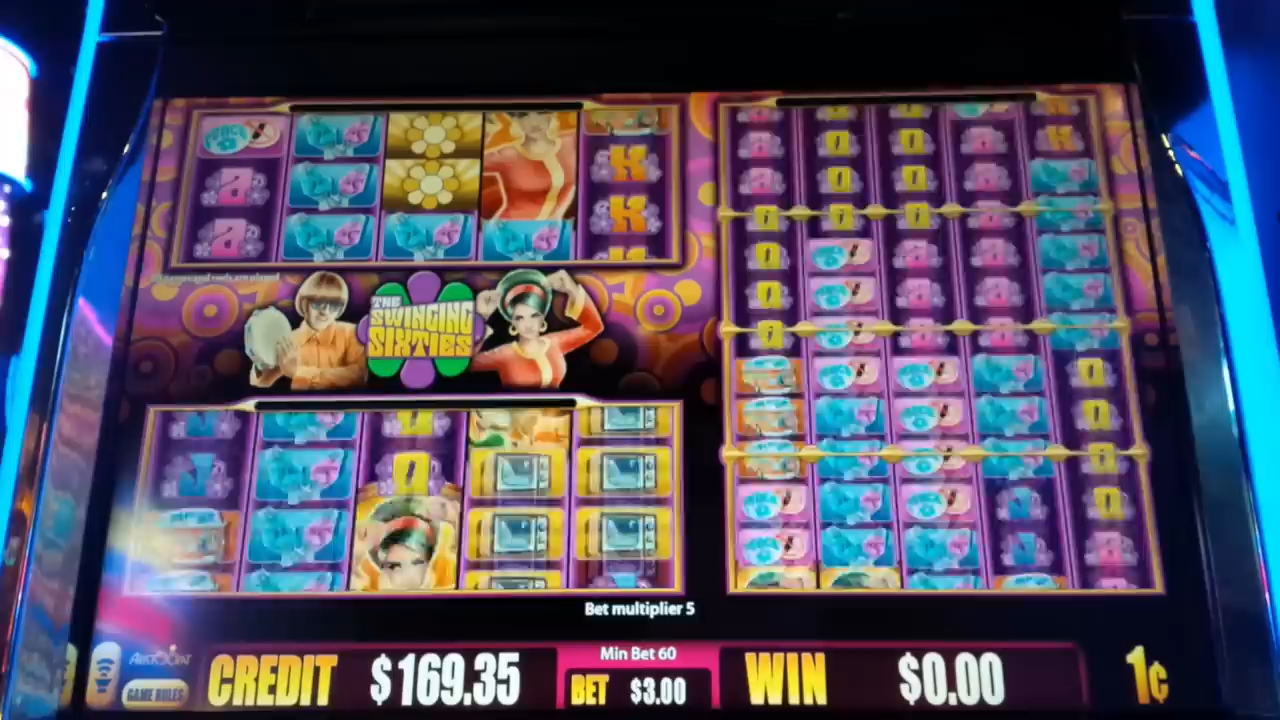 THE
SWINGING
SIXTIES
Bet multiplier 5
Min Bet 60
ARISTOCRAT
GAME RULES
CREDIT $169.35
BET $3.00
WIN $0.00
1¢